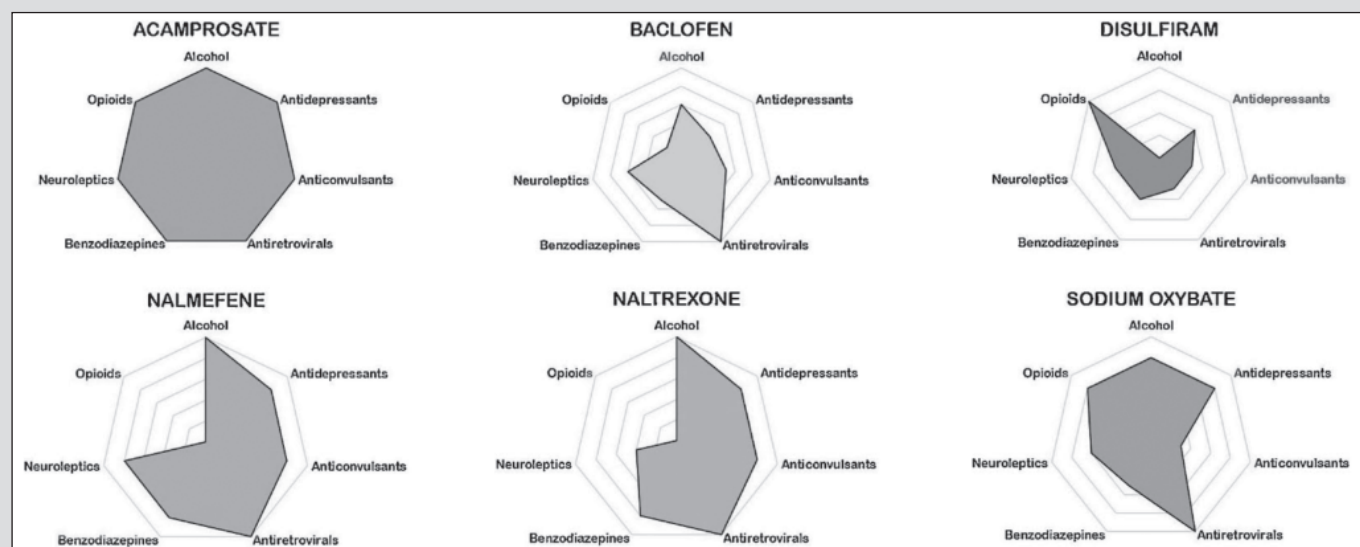 ACAMPROSATE
Alcohol
Opioids
Antidepressants
Neuroleptics
Anticonvulsants
Benzodiazepines
Antiretrovirals
BACLOFEN
Alcohol
Opioids
Antidepressants
Neuroleptics
Anticonvulsants
Benzodiazepines
Antiretrovirals
DISULFIRAM
Alcohol
Opioids
Antidepressants
Neuroleptics
Anticonvulsants
Benzodiazepines
Antiretrovirals
NALMEFENE
Alcohol
Opioids
Antidepressants
Neuroleptics
Anticonvulsants
Benzodiazepines
Antiretrovirals
NALTREXONE
Alcohol
Opioids
Antidepressants
Neuroleptics
Anticonvulsants
Benzodiazepines
Antiretrovirals
SODIUM OXYBATE
Alcohol
Opioids
Antidepressants
Neuroleptics
Anticonvulsants
Benzodiazepines
Antiretrovirals